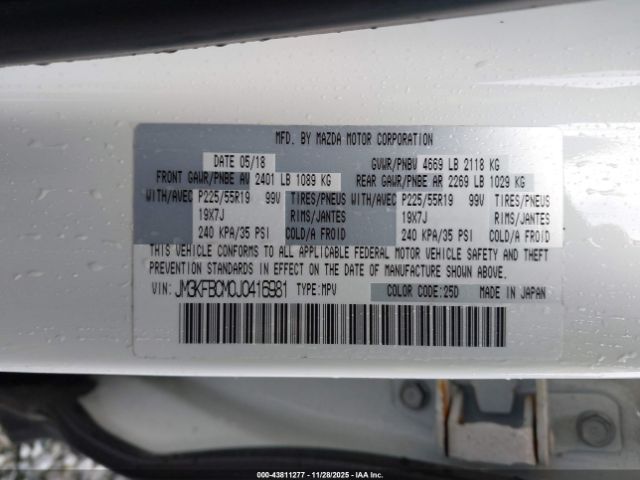 MFD. BY MAZDA MOTOR CORPORATION
DATE 05/18 GVWR/PNBV 4669 LB 2118 KG
FRONT GAWR/PNBE AV 2401 LB 1089 KG REAR GAWR/PNBE AR 2269 LB 1029 KG
WITH/AVEC P225/55R19 99V TIRES/PNEUS WITH/AVEC P225/55R19 99V TIRES/PNEUS
19X7J RIMS/JANTES 19X7J RIMS/JANTES
240 KPA/35 PSI COLD/A FROID 240 KPA/35 PSI COLD/A FROID
THIS VEHICLE CONFORMS TO ALL APPLICABLE FEDERAL MOTOR VEHICLE SAFETY AND THEFT
PREVENTION STANDARDS IN EFFECT ON THE DATE OF MANUFACTURE SHOWN ABOVE.
VIN: JM3KFBCM0J0416981 TYPE:MPV COLOR CODE:25D MADE IN JAPAN
000-43811277 - 11/28/2025 - IAA Inc.